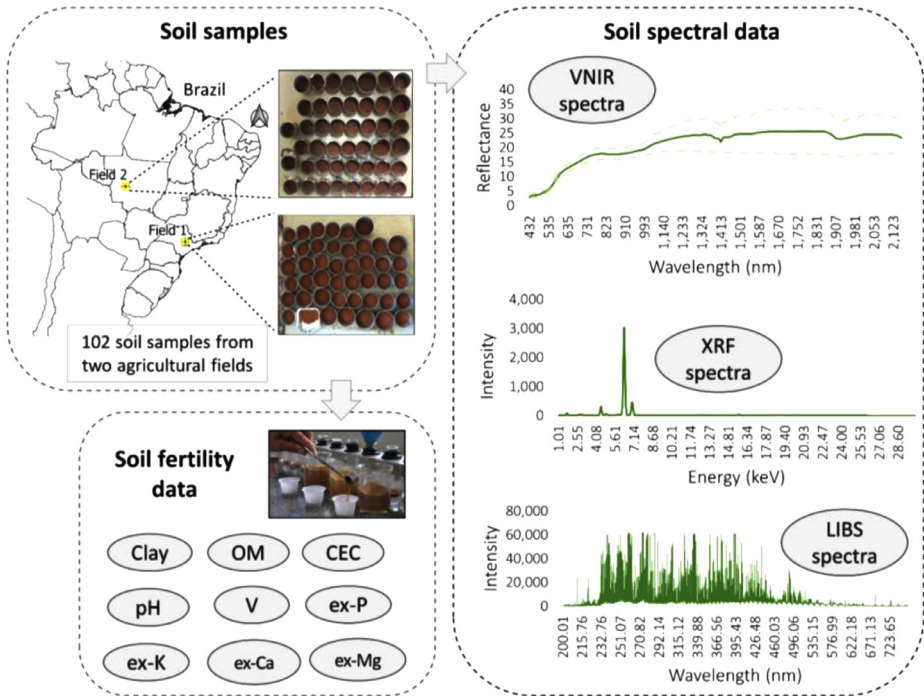 Soil samples
Brazil
Field 2
Field 1
102 soil samples from
two agricultural fields
Soil fertility
data
Clay
OM
CEC
pH
V
ex-P
ex-K
ex-Ca
ex-Mg
Soil spectral data
VNIR
spectra
Reflectance
40
35
30
25
20
15
10
5
0
432
535
635
731
823
910
993
1,140
1,233
1,324
1,413
1,501
1,587
1,670
1,752
1,831
1,907
1,981
2,053
2,123
Wavelength (nm)
XRF
spectra
Intensity
4,000
3,000
2,000
1,000
0
1.01
2.55
4.08
5.61
7.14
8.68
10.21
11.74
13.27
14.81
16.34
17.87
19.40
20.93
22.47
24.00
25.53
27.06
28.60
Energy (keV)
LIBS
spectra
Intensity
80,000
60,000
40,000
20,000
0
200.01
215.76
232.76
251.07
270.82
292.14
315.12
339.88
366.56
395.43
426.48
460.03
496.06
535.15
576.99
622.18
671.13
723.65
Wavelength (nm)